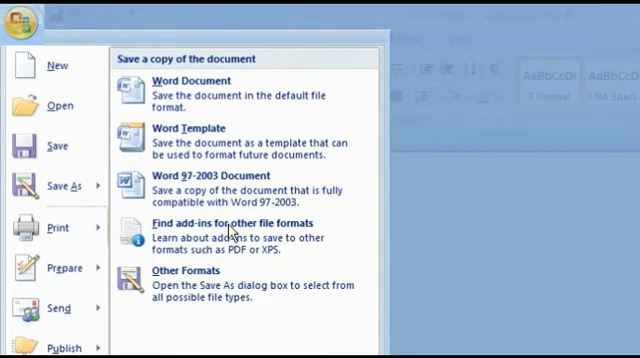 Save a copy of the document
New
Open
Save
Save As
Print
Prepare
Send
Publish
Word Document
Save the document in the default file
format.
Word Template
Save the document as a template that can
be used to format future documents.
Word 97-2003 Document
Save a copy of the document that is fully
compatible with Word 97-2003.
Find add-ins for other file formats
Learn about add-ins to save to other
formats such as PDF or XPS.
Other Formats
Open the Save As dialog box to select from
all possible file types.
AaBbCcDc
¶ Normal
AaBbCcD
¶ No Spaci